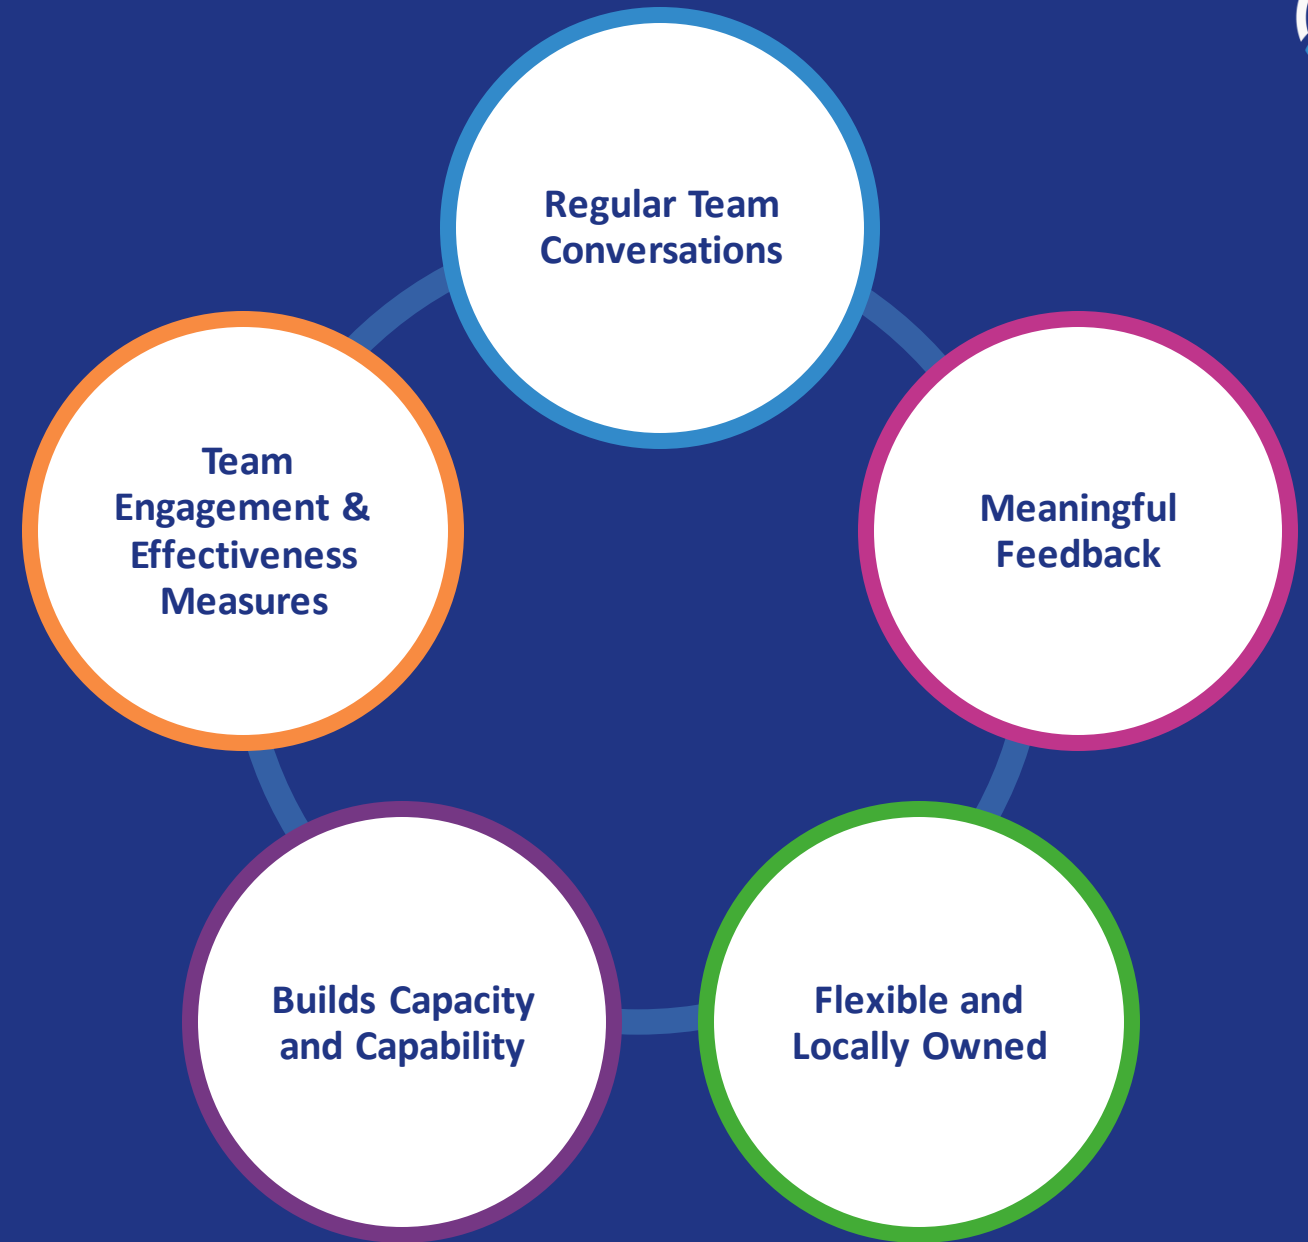 Regular Team
Conversations
Meaningful
Feedback
Flexible and
Locally Owned
Builds Capacity
and Capability
Team
Engagement &
Effectiveness
Measures